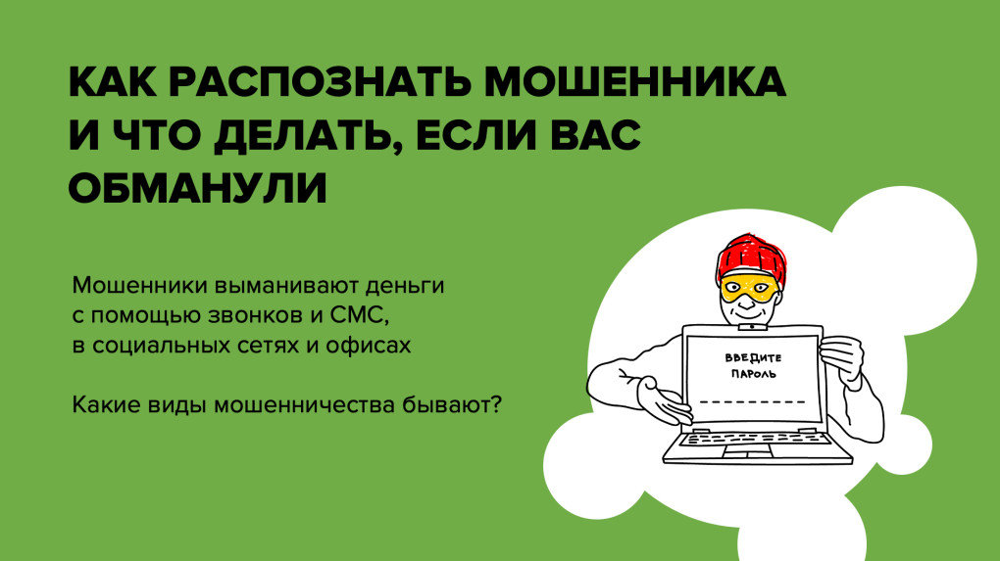 КАК РАСПОЗНАТЬ МОШЕННИКА
И ЧТО ДЕЛАТЬ, ЕСЛИ ВАС
ОБМАНУЛИ
Мошенники выманивают деньги
с помощью звонков и СМС,
в социальных сетях и офисах
Какие виды мошенничества бывают?
ВВЕДИТЕ
ПАРОЛЬ